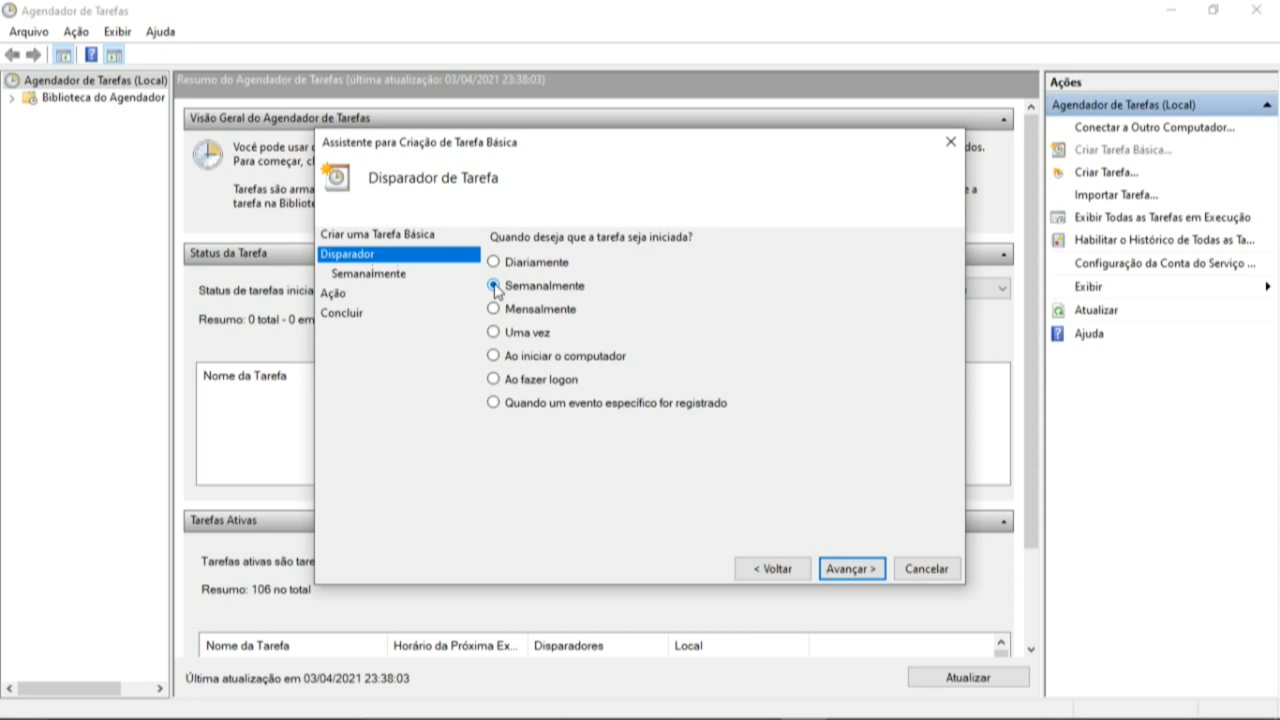 Agendador de Tarefas
Arquivo Ação Exibir Ajuda
Agendador de Tarefas (Local)
Biblioteca do Agendador
Resumo do Agendador de Tarefas (última atualização: 03/04/2021 23:38:03)
Visão Geral do Agendador de Tarefas
Você pode usar
Para começar,
Tarefas são
tarefa na
dos.
e a
Status da Tarefa
Status de tarefas
Resumo: 0 total - 0
Nome da Tarefa
Tarefas Ativas
Tarefas ativas são
Resumo: 106 no total
Nome da Tarefa Horário da Próxima Ex... Disparadores Local
Última atualização em 03/04/2021 23:38:03
Atualizar
Assistente para Criação de Tarefa Básica
Disparador de Tarefa
Criar uma Tarefa Básica
Disparador
Semanalmente
Ação
Concluir
Quando deseja que a tarefa seja iniciada?
Diariamente
Semanalmente
Mensalmente
Uma vez
Ao iniciar o computador
Ao fazer logon
Quando um evento específico for registrado
< Voltar Avançar > Cancelar
Ações
Agendador de Tarefas (Local)
Conectar a Outro Computador...
Criar Tarefa Básica...
Criar Tarefa...
Importar Tarefa...
Exibir Todas as Tarefas em Execução
Habilitar o Histórico de Todas as Ta...
Configuração da Conta do Serviço ...
Exibir
Atualizar
Ajuda